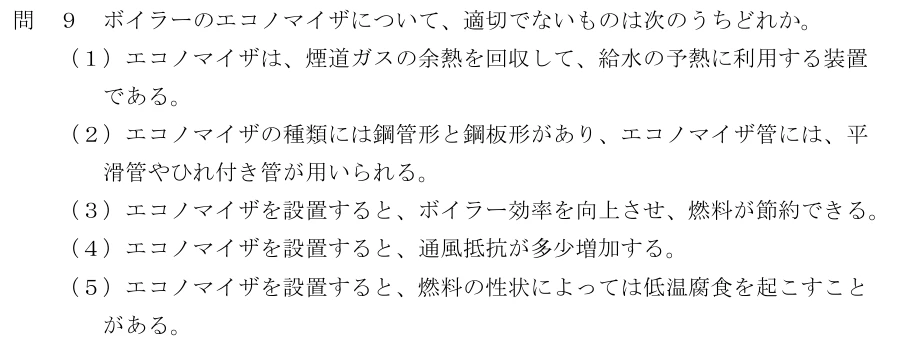 問　９　ボイラーのエコノマイザについて、適切でないものは次のうちどれか。
（１）エコノマイザは、煙道ガスの余熱を回収して、給水の予熱に利用する装置
である。
（２）エコノマイザの種類には鋼管形と鋼板形があり、エコノマイザ管には、平
滑管やひれ付き管が用いられる。
（３）エコノマイザを設置すると、ボイラー効率を向上させ、燃料が節約できる。
（４）エコノマイザを設置すると、通風抵抗が多少増加する。
（５）エコノマイザを設置すると、燃料の性状によっては低温腐食を起こすこと
がある。